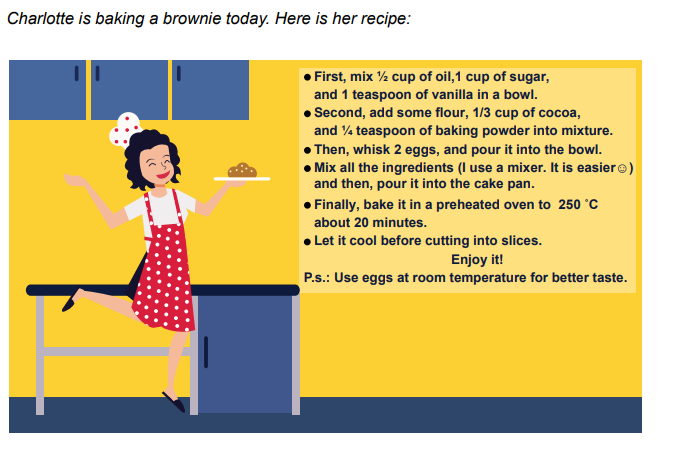 Charlotte is baking a brownie today. Here is her recipe:
● First, mix ½ cup of oil,1 cup of sugar,
and 1 teaspoon of vanilla in a bowl.
● Second, add some flour, 1/3 cup of cocoa,
and ¼ teaspoon of baking powder into mixture.
● Then, whisk 2 eggs, and pour it into the bowl.
● Mix all the ingredients (I use a mixer. It is easier☺)
and then, pour it into the cake pan.
● Finally, bake it in a preheated oven to 250 ˚C
about 20 minutes.
● Let it cool before cutting into slices.
Enjoy it!
P.s.: Use eggs at room temperature for better taste.